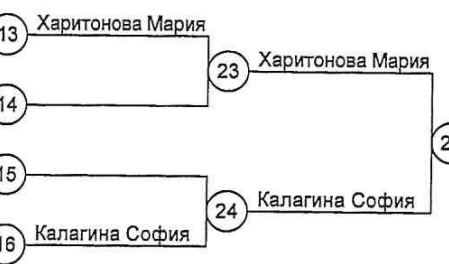 13 Харитонова Мария
23 Харитонова Мария
14
15
24 Калагина София
16 Калагина София